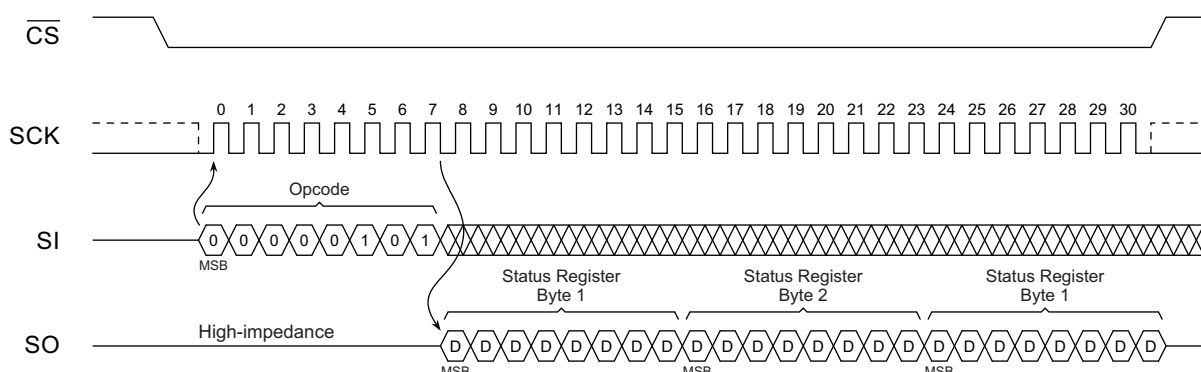 CS
0 1 2 3 4 5 6 7 8 9 10 11 12 13 14 15 16 17 18 19 20 21 22 23 24 25 26 27 28 29 30
SCK
Opcode
SI 0 0 0 0 0 1 0 1
MSB
Status Register Status Register Status Register
Byte 1 Byte 2 Byte 1
High-impedance
SO D D D D D D D D D D D D D D D D D D D D D D D D
MSB MSB MSB